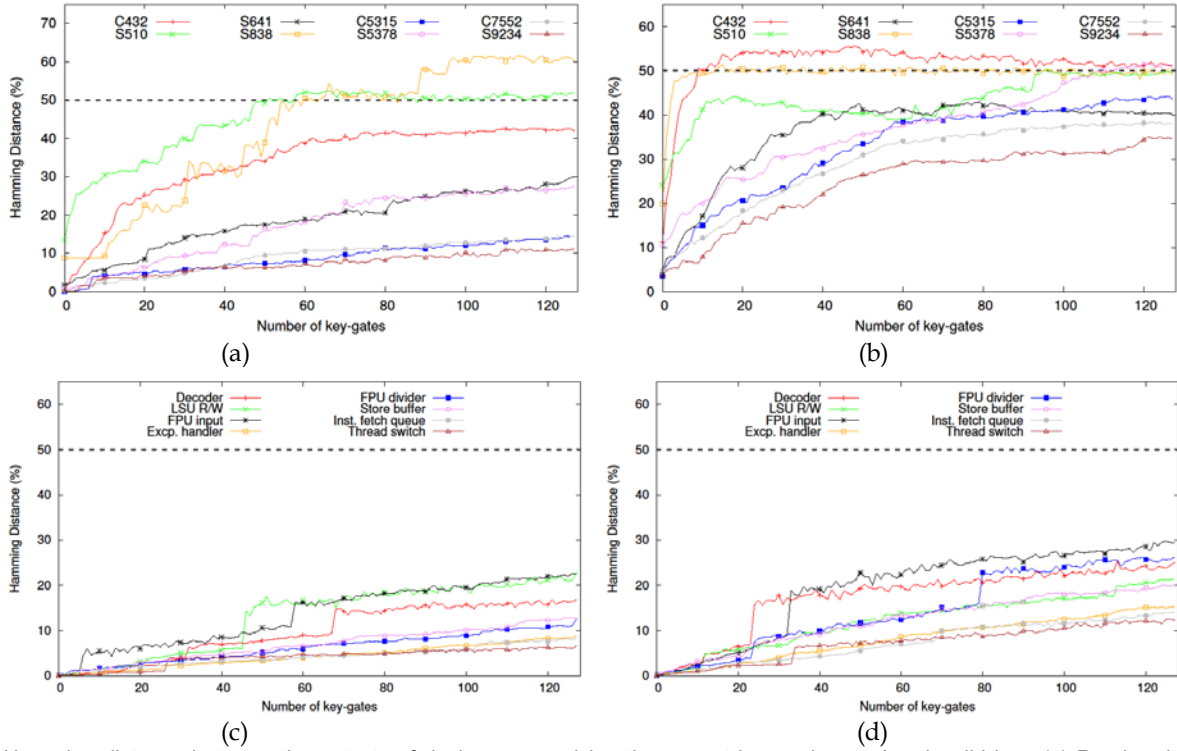 C432 S641 C5315 C7552
S510 S838 S5378 S9234
Hamming Distance (%)
0 10 20 30 40 50 60 70
0 20 40 60 80 100 120
Number of key-gates
(a)
C432 S641 C5315 C7552
S510 S838 S5378 S9234
Hamming Distance (%)
0 10 20 30 40 50 60
0 20 40 60 80 100 120
Number of key-gates
(b)
Decoder FPU divider
LSU R/W Store buffer
FPU input Inst. fetch queue
Excp. handler Thread switch
Hamming Distance (%)
0 10 20 30 40 50 60
0 20 40 60 80 100 120
Number of key-gates
(c)
Decoder FPU divider
LSU R/W Store buffer
FPU input Inst. fetch queue
Excp. handler Thread switch
Hamming Distance (%)
0 10 20 30 40 50 60
0 20 40 60 80 100 120
Number of key-gates
(d)